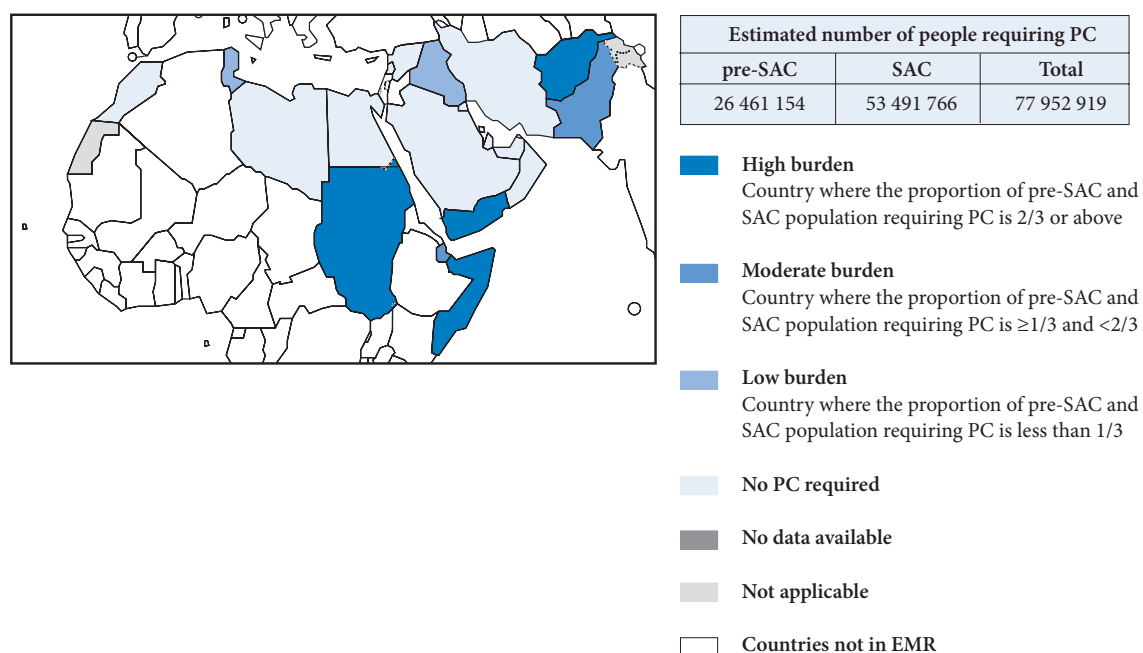 Estimated number of people requiring PC
pre-SAC SAC Total
26 461 154 53 491 766 77 952 919
High burden
Country where the proportion of pre-SAC and
SAC population requiring PC is 2/3 or above
Moderate burden
Country where the proportion of pre-SAC and
SAC population requiring PC is ≥1/3 and <2/3
Low burden
Country where the proportion of pre-SAC and
SAC population requiring PC is less than 1/3
No PC required
No data available
Not applicable
Countries not in EMR